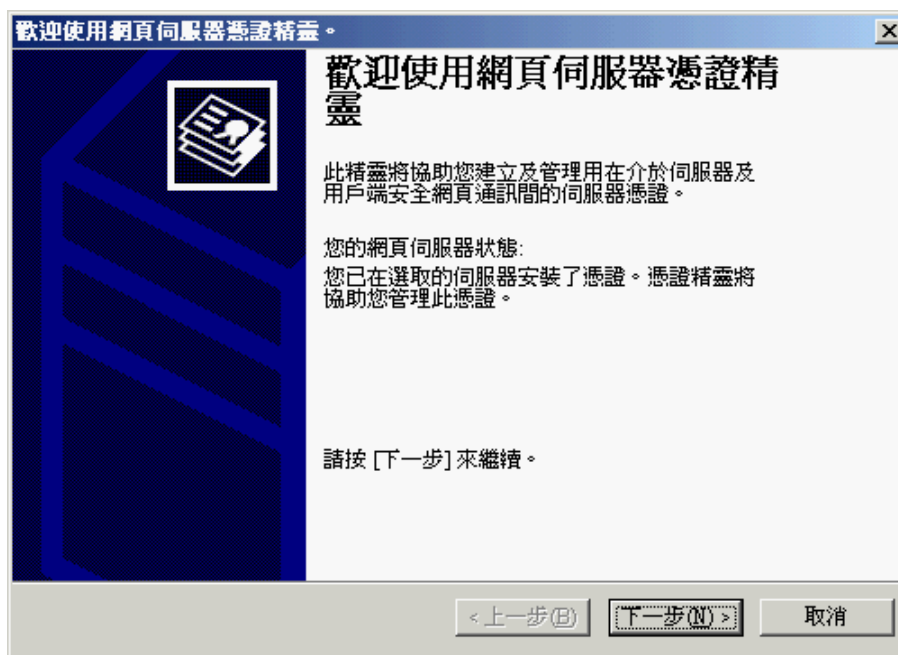 歡迎使用網頁伺服器憑證精靈。
歡迎使用網頁伺服器憑證精
靈
此精靈將協助您建立及管理用在介於伺服器及
用戶端安全網頁通訊間的伺服器憑證。
您的網頁伺服器狀態:
您已在選取的伺服器安裝了憑證。憑證精靈將
協助您管理此憑證。
請按 [下一步] 來繼續。
< 上一步(B) 下一步(N) > 取消